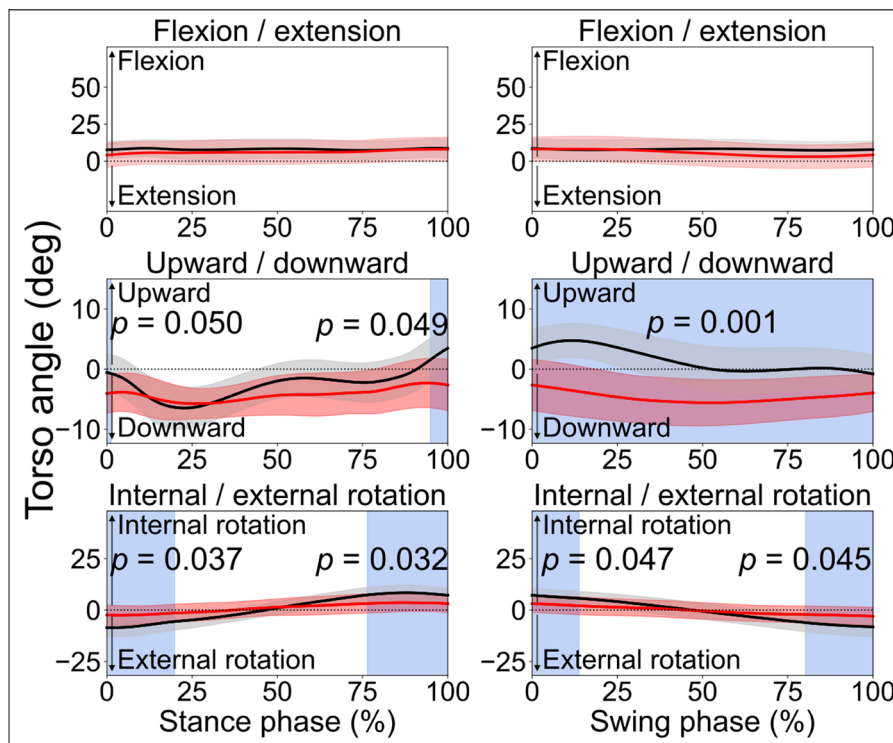 Flexion / extension
Flexion
50
25
0
Extension
0 25 50 75 100
Flexion / extension
Flexion
50
25
0
Extension
0 25 50 75 100
Torso angle (deg)
Upward / downward
Upward
10
p = 0.050 p = 0.049
0
−10
Downward
0 25 50 75 100
Upward / downward
Upward
10
p = 0.001
0
−10
Downward
0 25 50 75 100
Internal / external rotation
Internal rotation
25
p = 0.037 p = 0.032
0
−25
External rotation
0 25 50 75 100
Stance phase (%)
Internal / external rotation
Internal rotation
25
p = 0.047 p = 0.045
0
−25
External rotation
0 25 50 75 100
Swing phase (%)